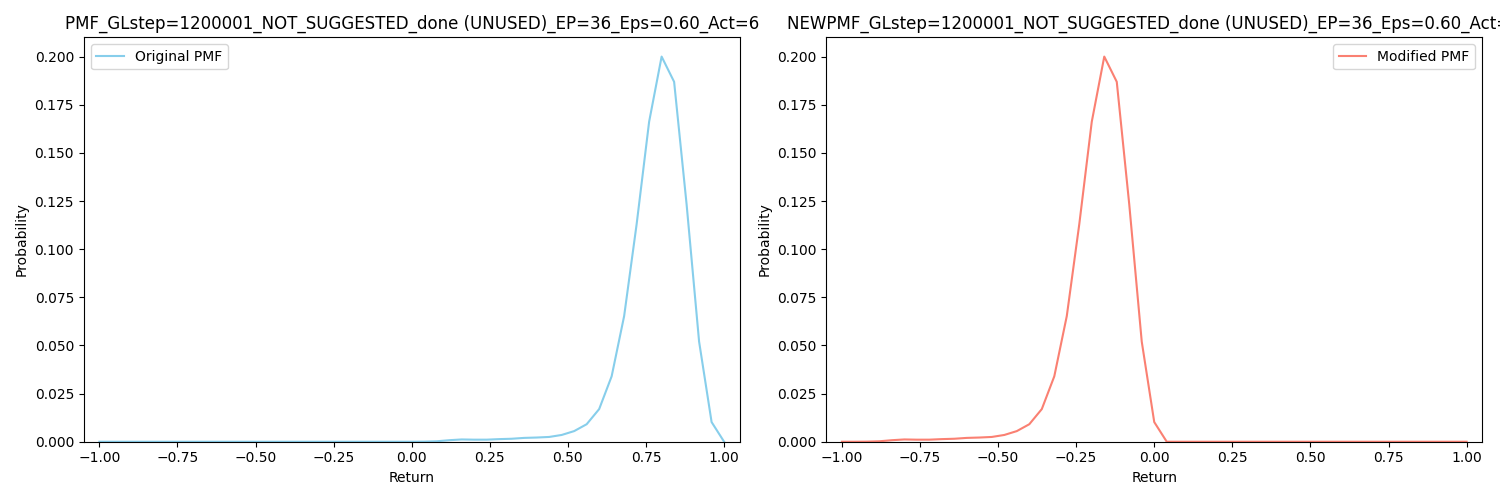 PMF_GLstep=1200001_NOT_SUGGESTED_done (UNUSED)_EP=36_Eps=0.60_Act=6
Original PMF
Probability
0.200
0.175
0.150
0.125
0.100
0.075
0.050
0.025
0.000
−1.00 −0.75 −0.50 −0.25 0.00 0.25 0.50 0.75 1.00
Return
NEWPMF_GLstep=1200001_NOT_SUGGESTED_done (UNUSED)_EP=36_Eps=0.60_Act=
Modified PMF
Probability
0.200
0.175
0.150
0.125
0.100
0.075
0.050
0.025
0.000
−1.00 −0.75 −0.50 −0.25 0.00 0.25 0.50 0.75 1.00
Return